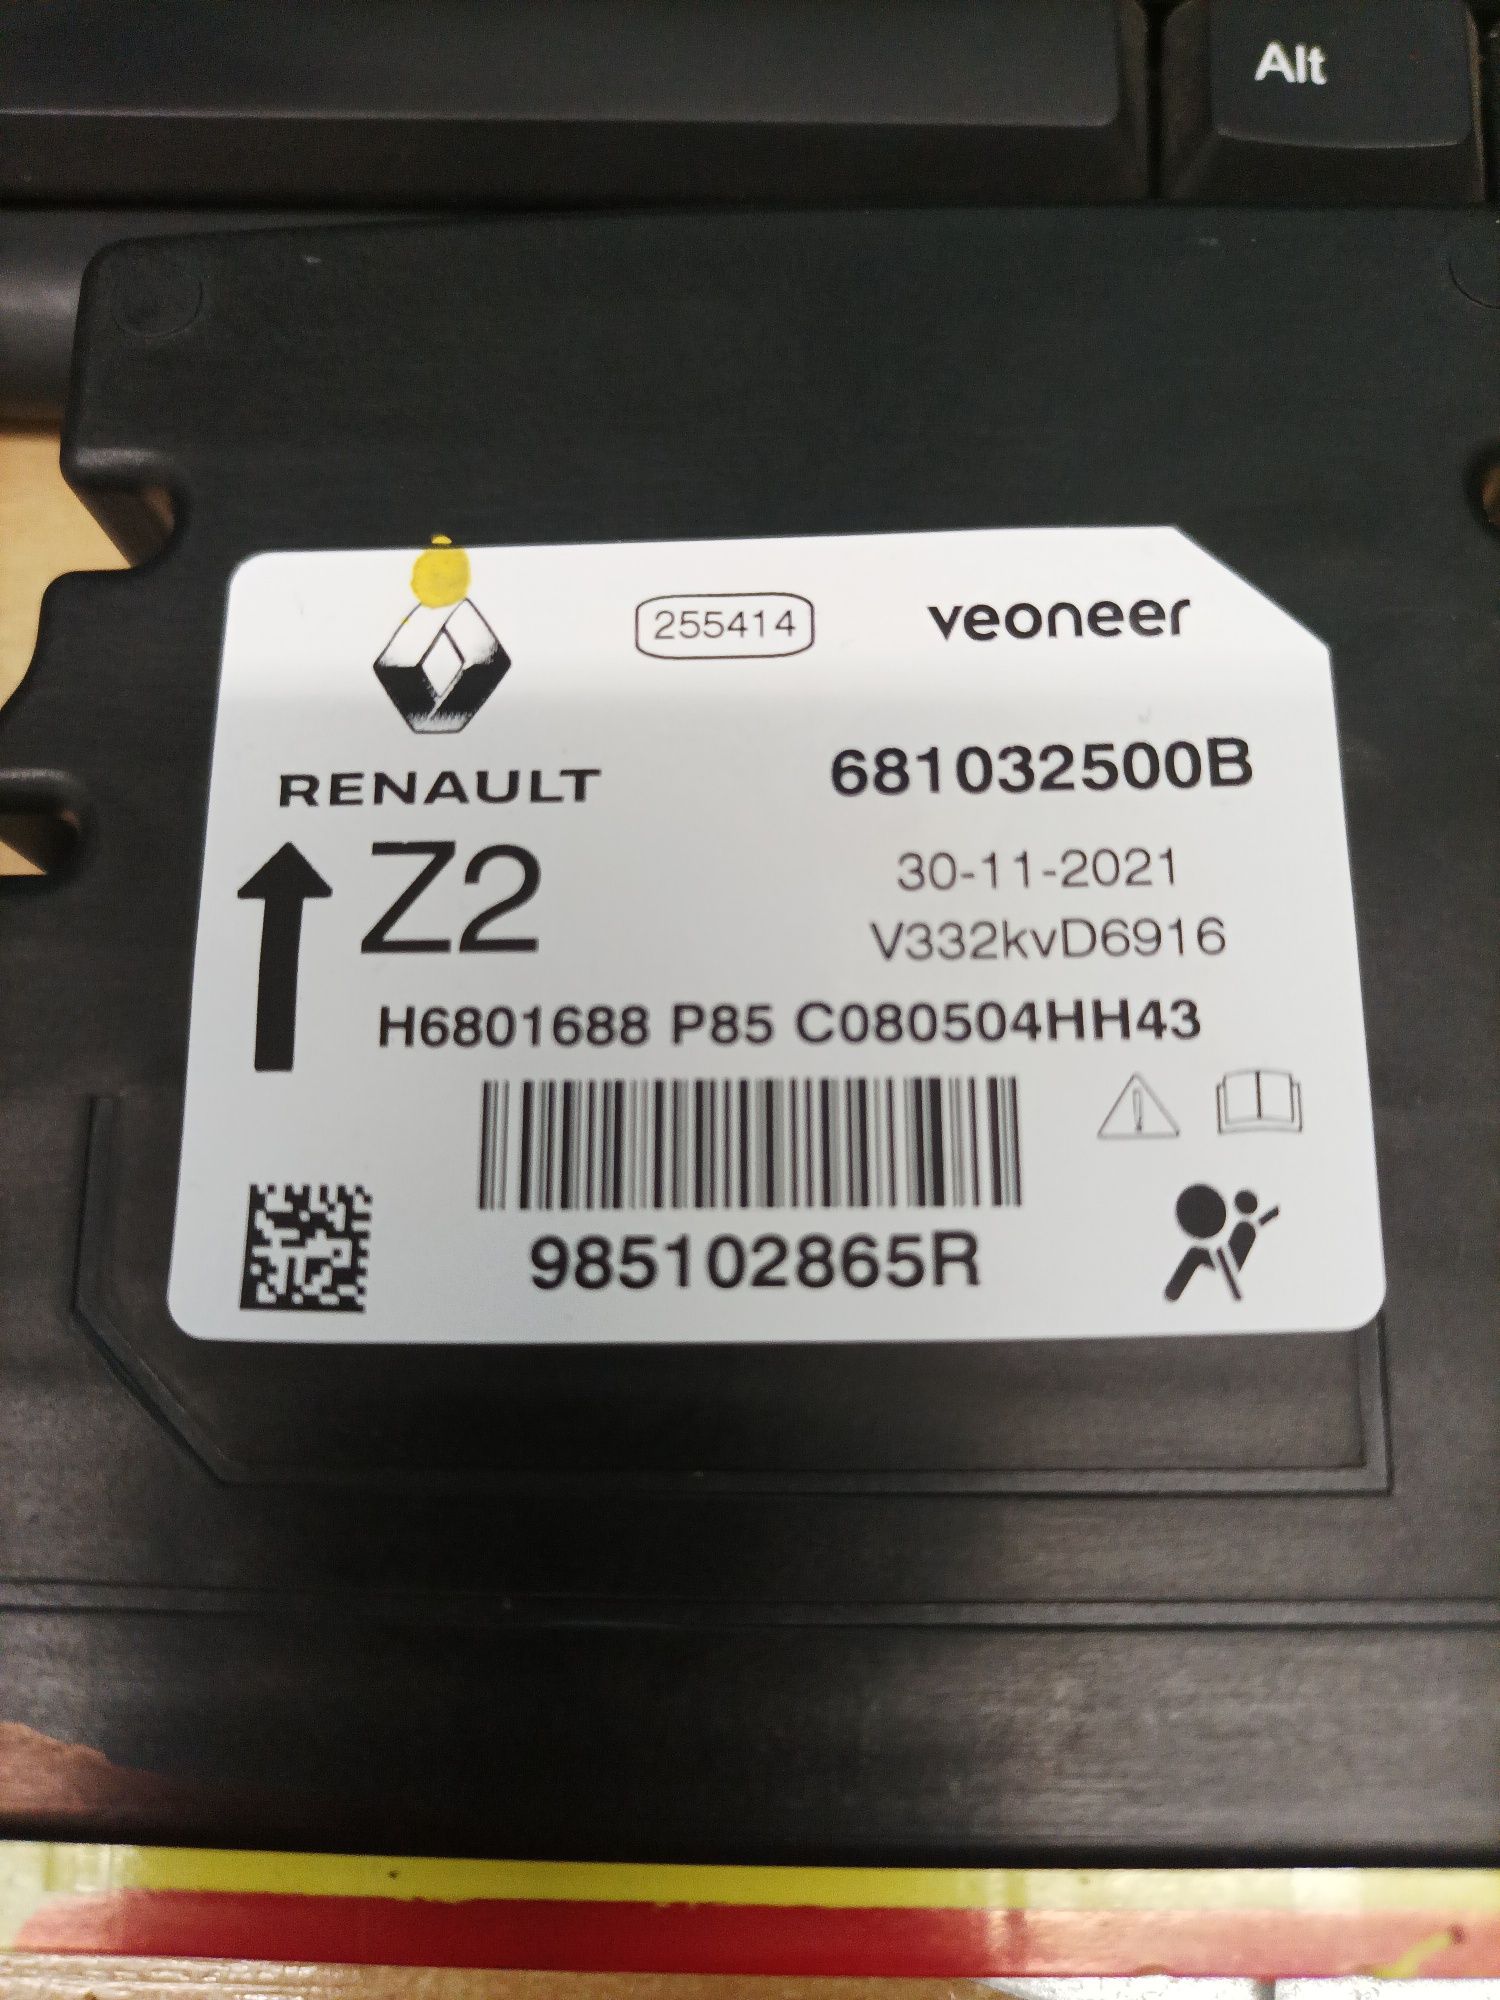 Alt
255414
veoneer
RENAULT
681032500B
Z2
30-11-2021
V332kvD6916
H6801688 P85 C080504HH43
985102865R